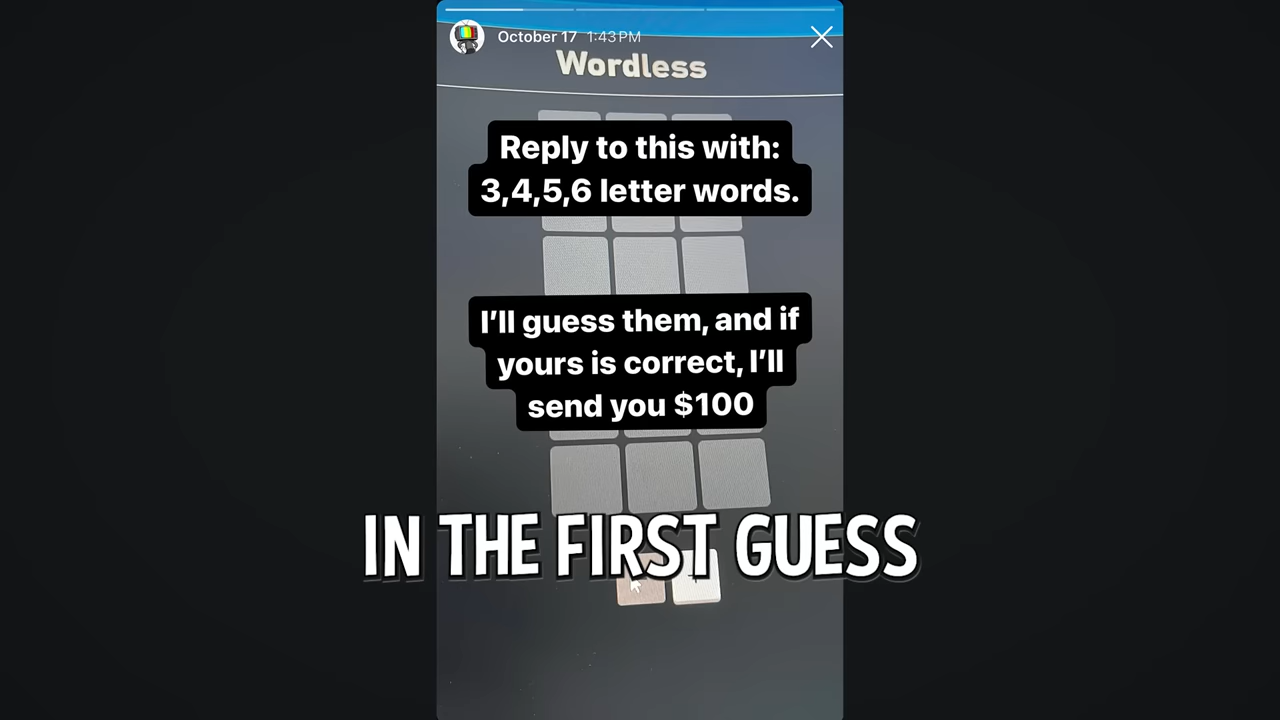 October 17 1:43 PM
Wordless
Reply to this with:
3,4,5,6 letter words.
I'll guess them, and if
yours is correct, I'll
send you $100
IN THE FIRST GUESS